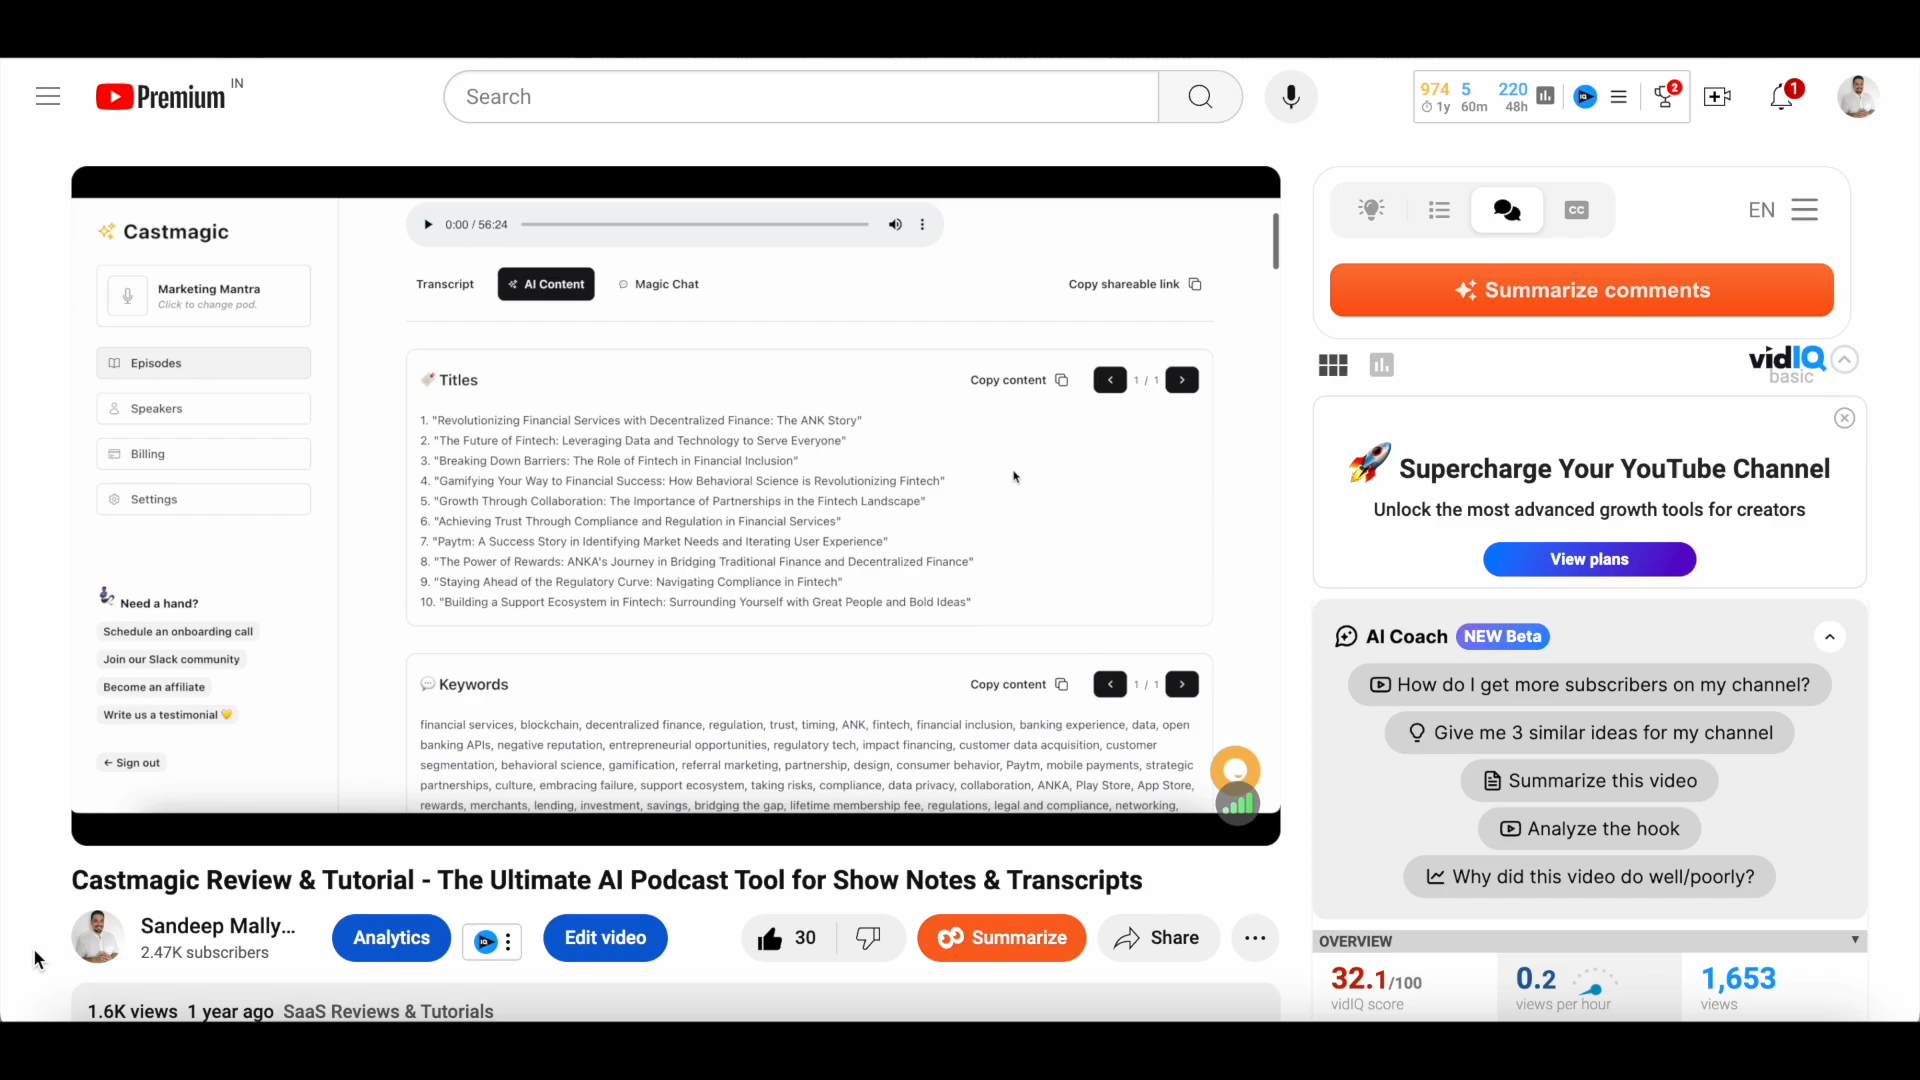 Premium IN
Search
974 5 220
1y 60m 48h
2
1
Castmagic
Marketing Mantra
Click to change pod.
Episodes
Speakers
Billing
Settings
Need a hand?
Schedule an onboarding call
Join our Slack community
Become an affiliate
Write us a testimonial 💛
← Sign out
0:00 / 56:24
Transcript AI Content Magic Chat Copy shareable link
Titles Copy content < 1 / 1 >
1. "Revolutionizing Financial Services with Decentralized Finance: The ANK Story"
2. "The Future of Fintech: Leveraging Data and Technology to Serve Everyone"
3. "Breaking Down Barriers: The Role of Fintech in Financial Inclusion"
4. "Gamifying Your Way to Financial Success: How Behavioral Science is Revolutionizing Fintech"
5. "Growth Through Collaboration: The Importance of Partnerships in the Fintech Landscape"
6. "Achieving Trust Through Compliance and Regulation in Financial Services"
7. "Paytm: A Success Story in Identifying Market Needs and Iterating User Experience"
8. "The Power of Rewards: ANKA's Journey in Bridging Traditional Finance and Decentralized Finance"
9. "Staying Ahead of the Regulatory Curve: Navigating Compliance in Fintech"
10. "Building a Support Ecosystem in Fintech: Surrounding Yourself with Great People and Bold Ideas"
Keywords Copy content < 1 / 1 >
financial services, blockchain, decentralized finance, regulation, trust, timing, ANK, fintech, financial inclusion, banking experience, data, open
banking APIs, negative reputation, entrepreneurial opportunities, regulatory tech, impact financing, customer data acquisition, customer
segmentation, behavioral science, gamification, referral marketing, partnership, design, consumer behavior, Paytm, mobile payments, strategic
partnerships, culture, embracing failure, support ecosystem, taking risks, compliance, data privacy, collaboration, ANKA, Play Store, App Store,
rewards, merchants, lending, investment, savings, bridging the gap, lifetime membership fee, regulations, legal and compliance, networking,
Castmagic Review & Tutorial - The Ultimate AI Podcast Tool for Show Notes & Transcripts
Sandeep Mally...
2.47K subscribers
Analytics
IQ
Edit video
30
Summarize
Share
1.6K views 1 year ago SaaS Reviews & Tutorials
CC
EN
Summarize comments
vidIQ
basic
🚀 Supercharge Your YouTube Channel
Unlock the most advanced growth tools for creators
View plans
AI Coach NEW Beta
How do I get more subscribers on my channel?
Give me 3 similar ideas for my channel
Summarize this video
Analyze the hook
Why did this video do well/poorly?
OVERVIEW
32.1/100 0.2 1,653
vidIQ score views per hour views